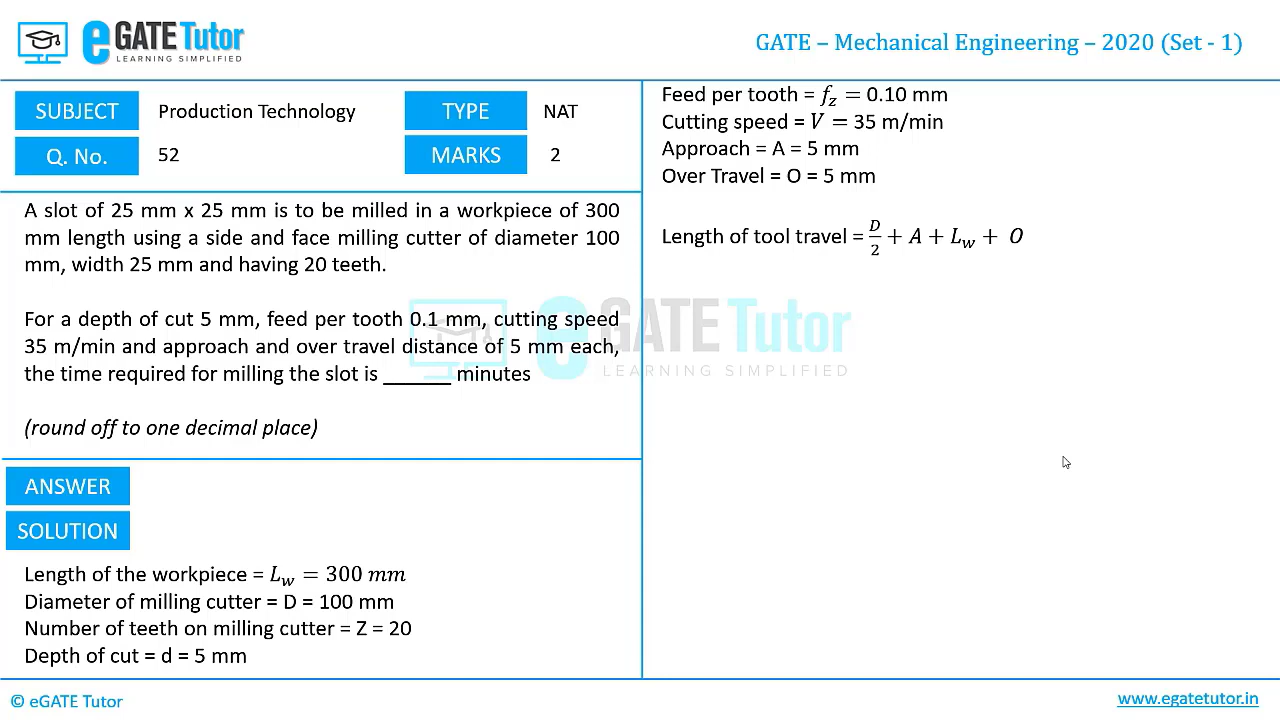 eGATE Tutor
LEARNING SIMPLIFIED
GATE – Mechanical Engineering – 2020 (Set - 1)
SUBJECT Production Technology TYPE NAT
Q. No. 52 MARKS 2
A slot of 25 mm x 25 mm is to be milled in a workpiece of 300
mm length using a side and face milling cutter of diameter 100
mm, width 25 mm and having 20 teeth.
For a depth of cut 5 mm, feed per tooth 0.1 mm, cutting speed
35 m/min and approach and over travel distance of 5 mm each,
the time required for milling the slot is ______ minutes
(round off to one decimal place)
ANSWER
SOLUTION
Length of the workpiece = L_w = 300 mm
Diameter of milling cutter = D = 100 mm
Number of teeth on milling cutter = Z = 20
Depth of cut = d = 5 mm
Feed per tooth = f_z = 0.10 mm
Cutting speed = V = 35 m/min
Approach = A = 5 mm
Over Travel = O = 5 mm
Length of tool travel = D/2 + A + L_w + O
eGATE Tutor
LEARNING SIMPLIFIED
© eGATE Tutor
www.egatetutor.in